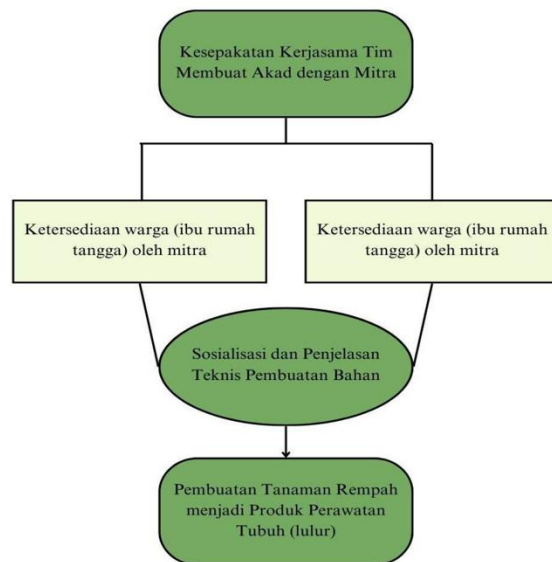 Kesepakatan Kerjasama Tim
Membuat Akad dengan Mitra
Ketersediaan warga (ibu rumah
tangga) oleh mitra
Ketersediaan warga (ibu rumah
tangga) oleh mitra
Sosialisasi dan Penjelasan
Teknis Pembuatan Bahan
Pembuatan Tanaman Rempah
menjadi Produk Perawatan
Tubuh (lulur)